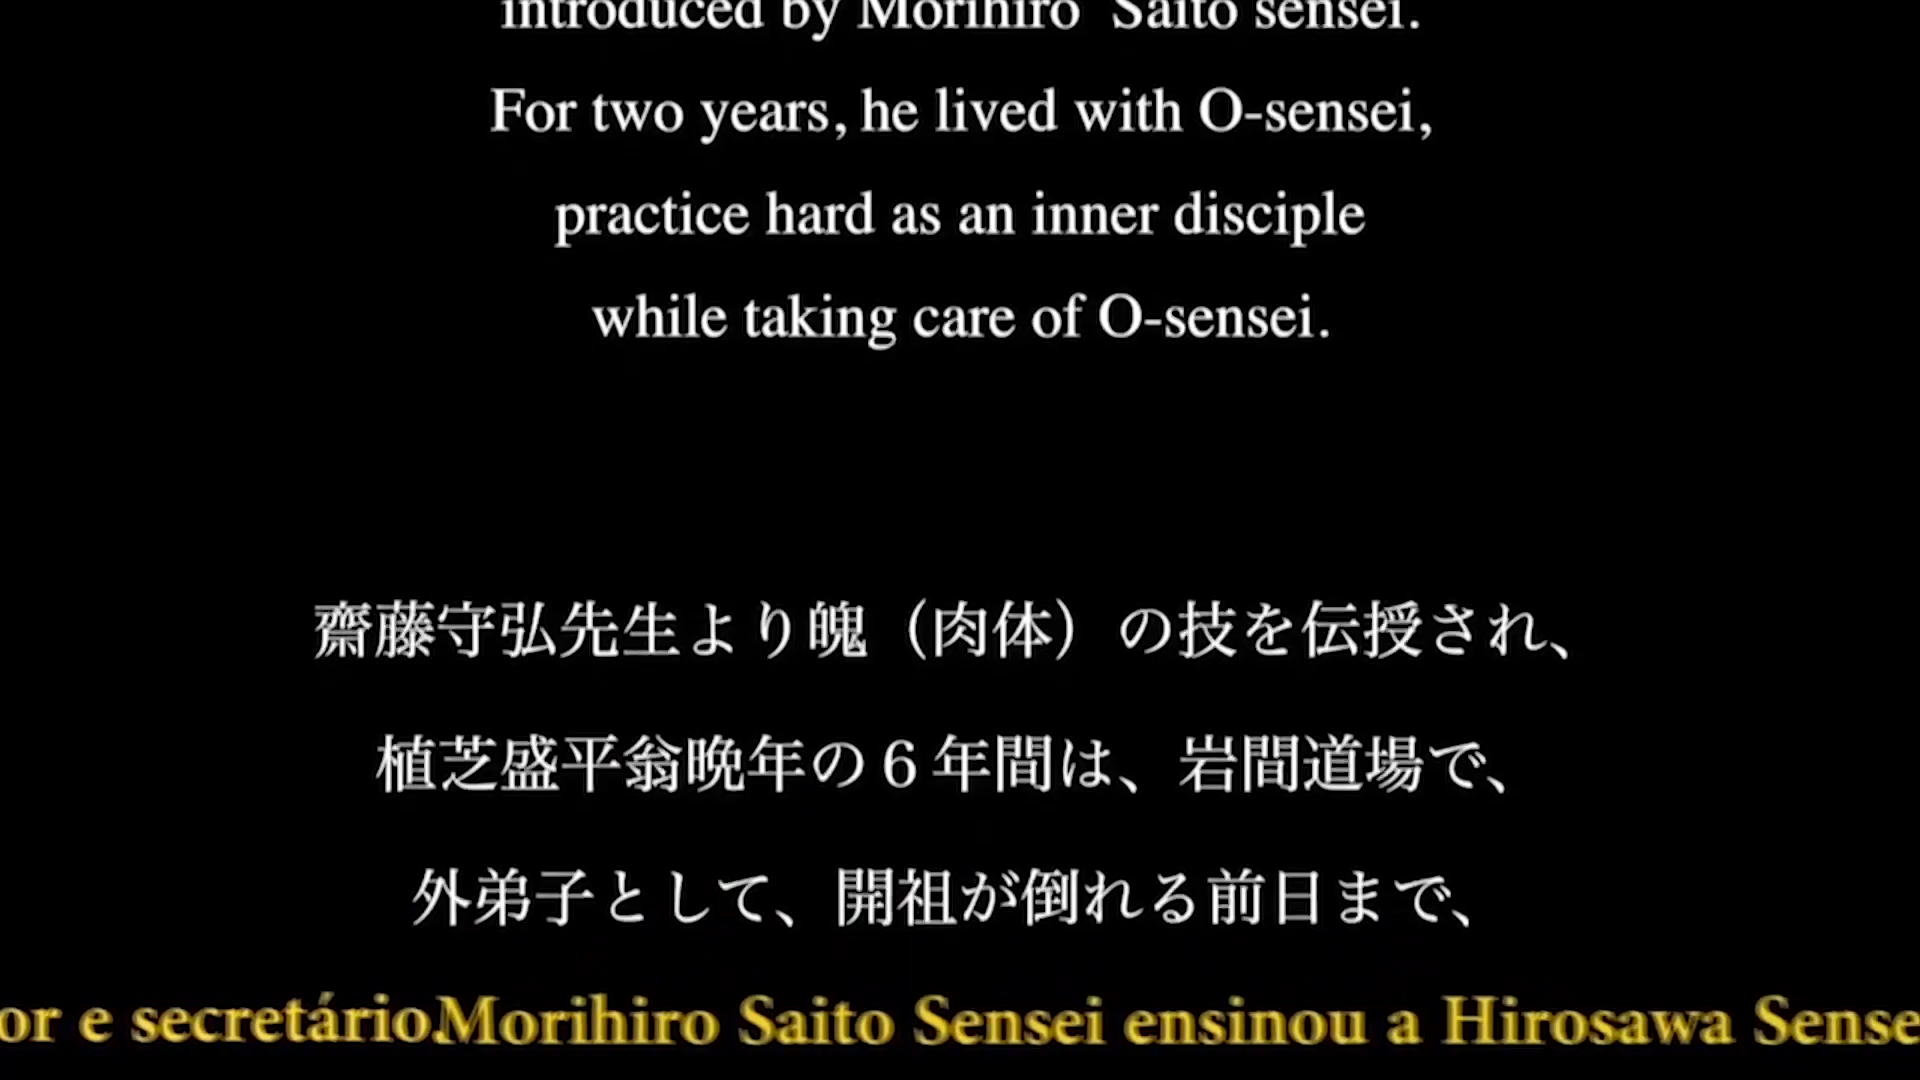 introduced by Morihiro Saito sensei.
For two years, he lived with O-sensei,
practice hard as an inner disciple
while taking care of O-sensei.
齋藤守弘先生より魄（肉体）の技を伝授され、
植芝盛平翁晩年の６年間は、岩間道場で、
外弟子として、開祖が倒れる前日まで、
or e secretário.Morihiro Saito Sensei ensinou a Hirosawa Sense